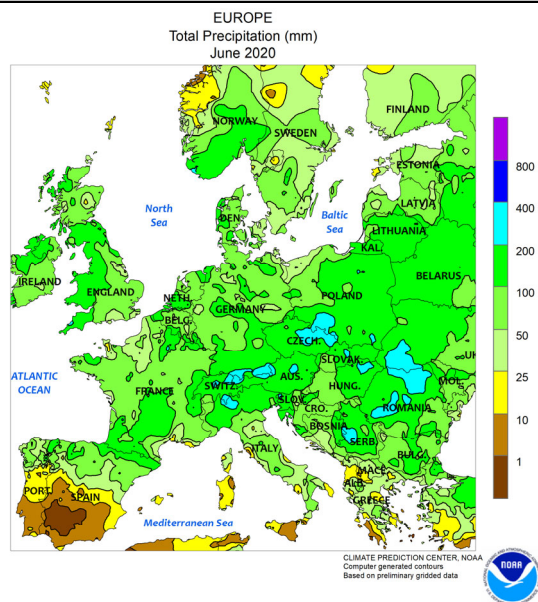 EUROPE
Total Precipitation (mm)
June 2020
FINLAND
NORWAY
SWEDEN
ESTONIA
LATVIA
North
Sea
DEN.
Baltic
Sea
LITHUANIA
KAL.
BELARUS
IRELAND
ENGLAND
NETH.
POLAND
GERMANY
BELG.
CZECH.
SLOVAK.
UK
ATLANTIC
OCEAN
FRANCE
SWITZ.
AUS.
HUNG.
MOL.
SLOV.
CRO.
ROMANIA
BOSNIA
SERB.
ITALY
BULG.
MACE.
ALB.
PORT.
SPAIN
GREECE
Mediterranean Sea
800
400
200
100
50
25
10
1
CLIMATE PREDICTION CENTER, NOAA
Computer generated contours
Based on preliminary gridded data
noaa